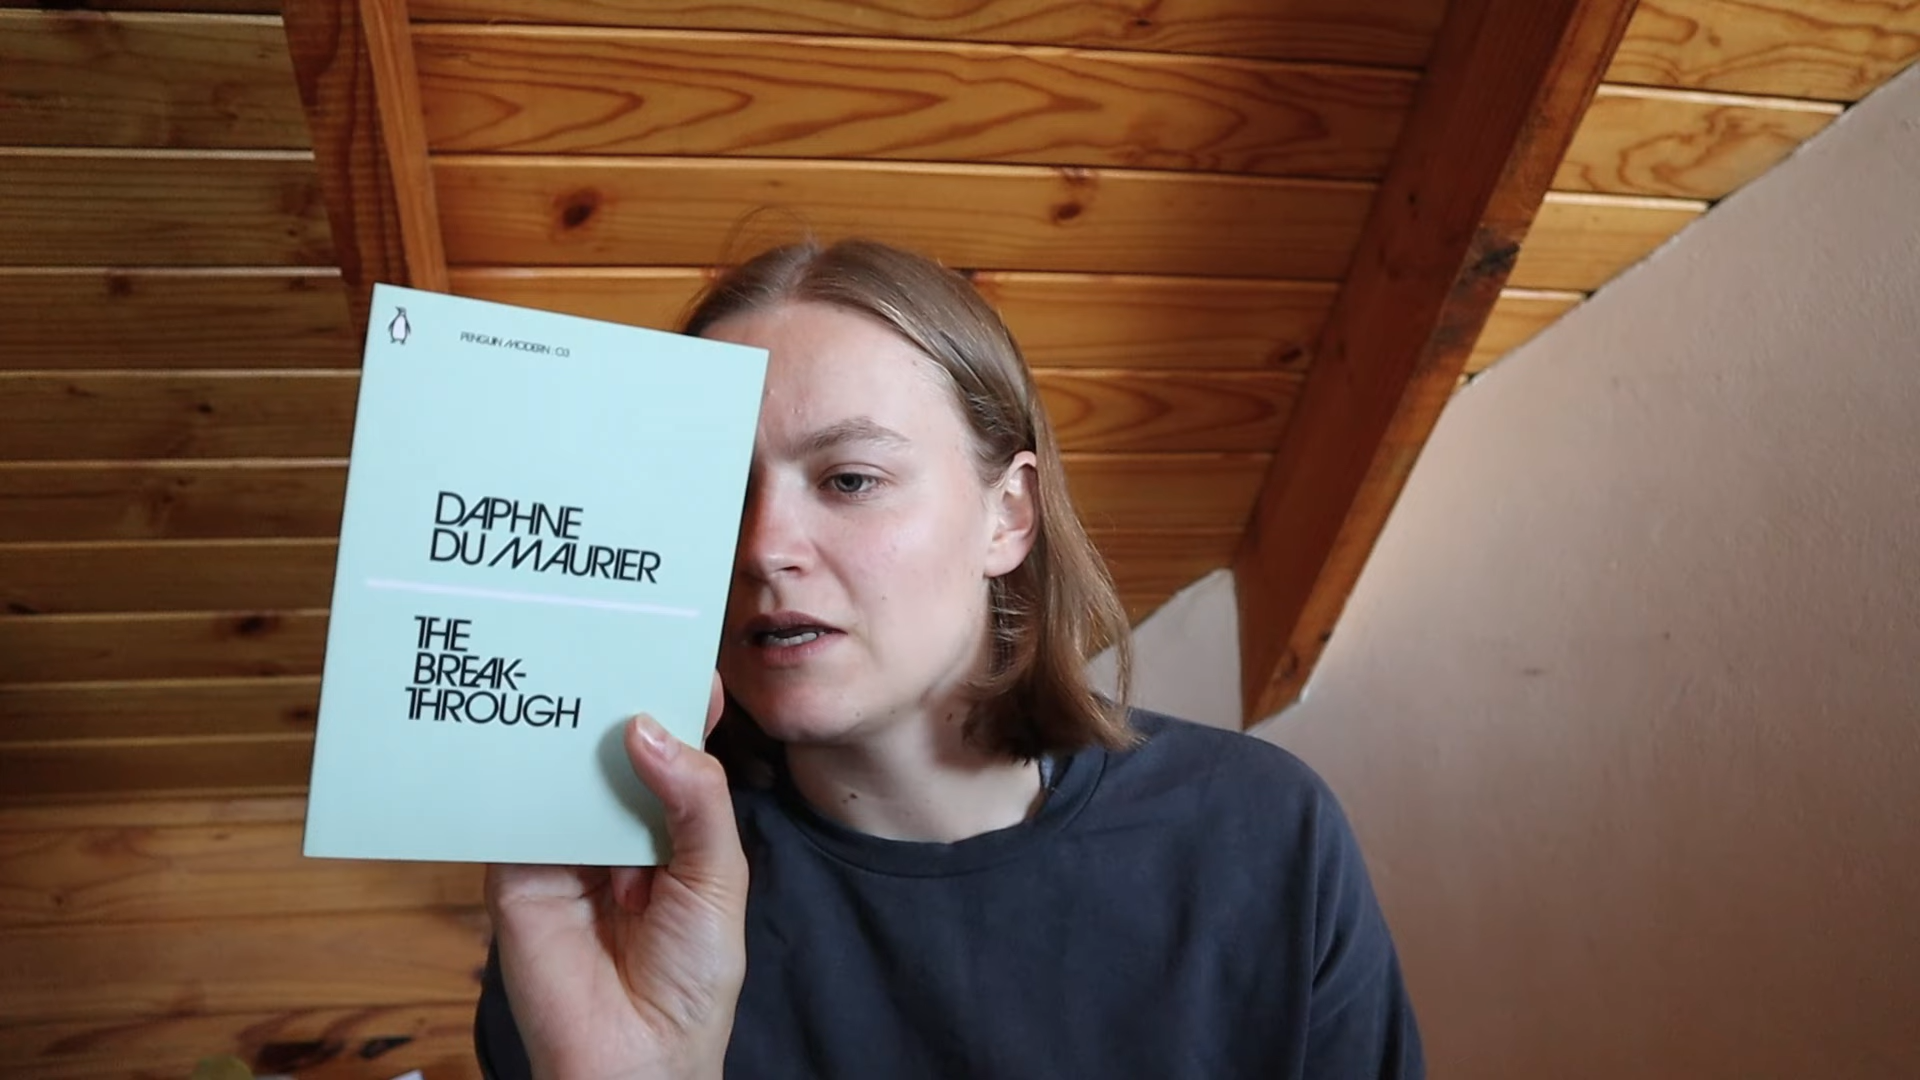 PENGUIN MODERN : 03
DAPHNE
DU MAURIER
THE
BREAK-
THROUGH